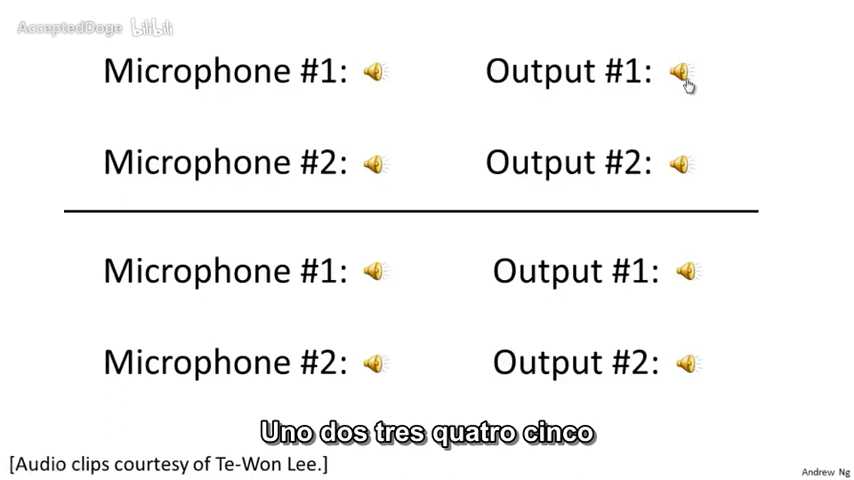 AcceptedDoge bilibili
Microphone #1: Output #1:
Microphone #2: Output #2:
Microphone #1: Output #1:
Microphone #2: Output #2:
Uno dos tres quatro cinco
[Audio clips courtesy of Te-Won Lee.]
Andrew Ng